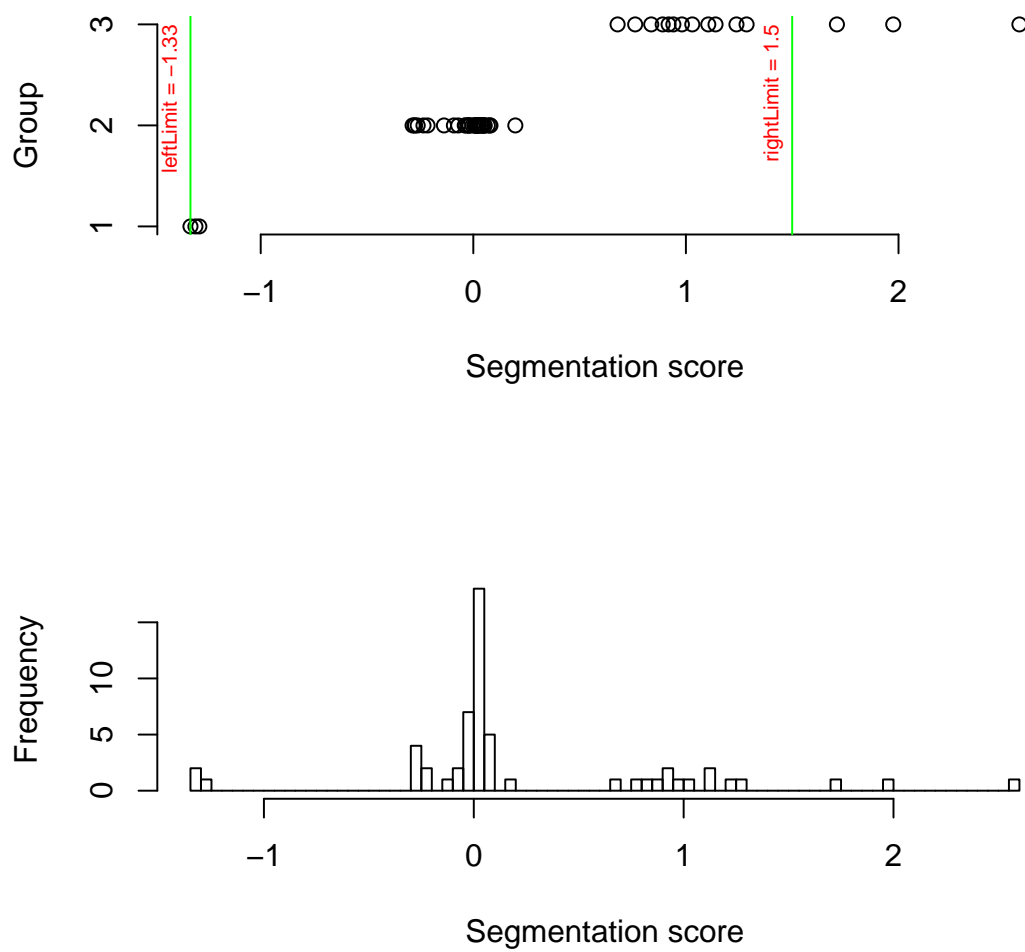 3
2
1
Group
leftLimit = −1.33
rightLimit = 1.5
−1 0 1 2
Segmentation score
10
5
0
Frequency
−1 0 1 2
Segmentation score